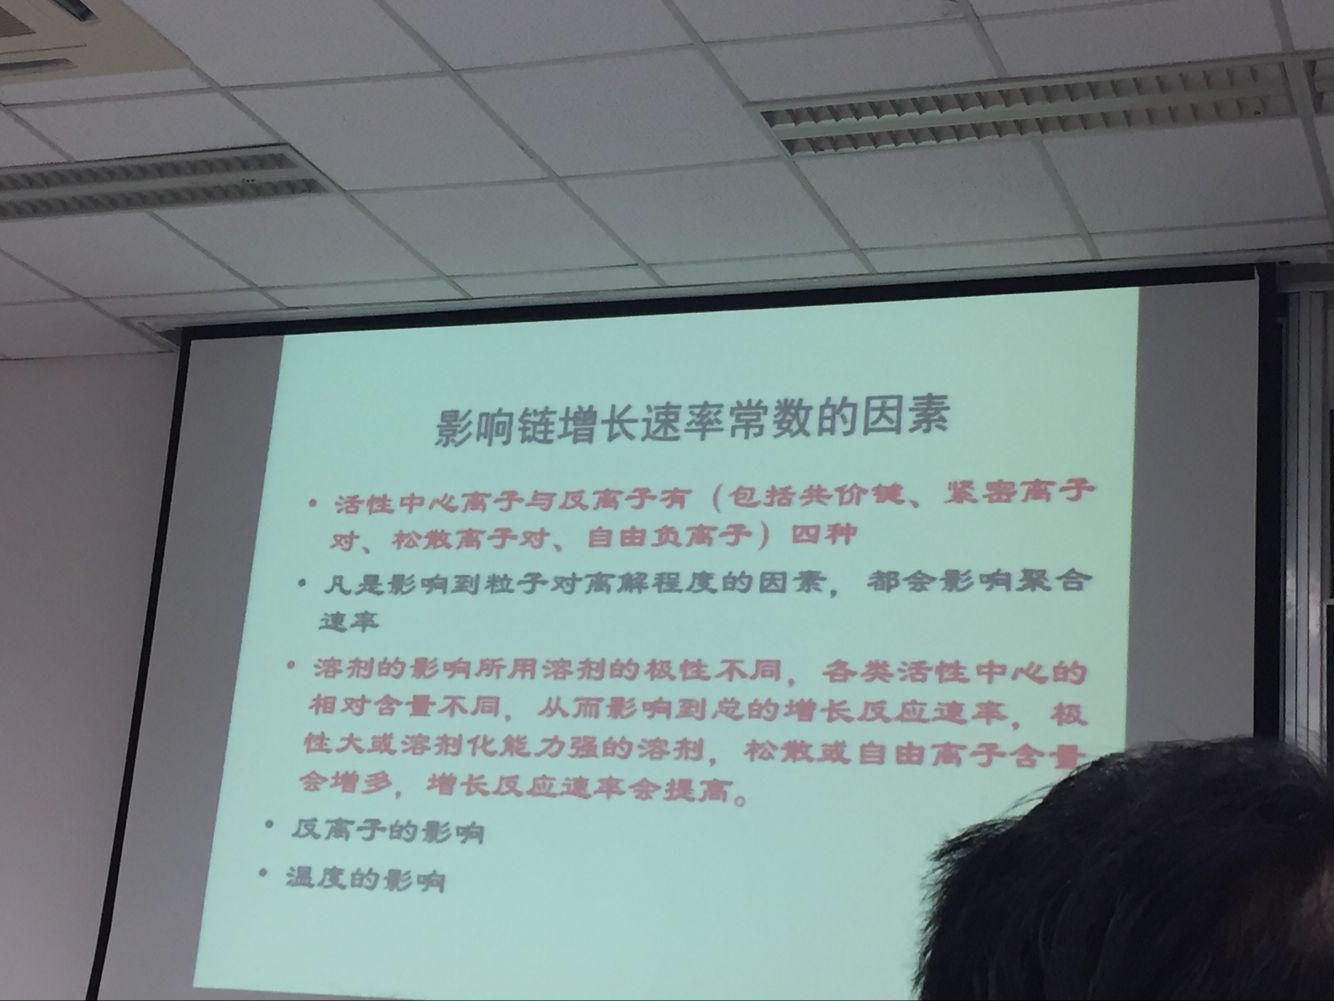 影响链增长速率常数的因素
• 活性中心离子与反离子有（包括共价键、紧密离子
对、松散离子对、自由负离子）四种
• 凡是影响到粒子对离解程度的因素，都会影响聚合
速率
• 溶剂的影响所用溶剂的极性不同，各类活性中心的
相对含量不同，从而影响到总的增长反应速率，极
性大或溶剂化能力强的溶剂，松散或自由离子含量
会增多，增长反应速率会提高。
• 反离子的影响
• 温度的影响